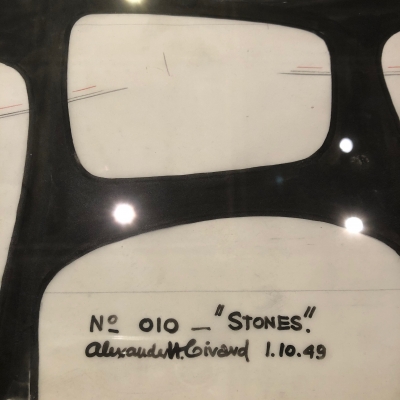 Nº 010 — "STONES".
Alexander H. Girard 1.10.49